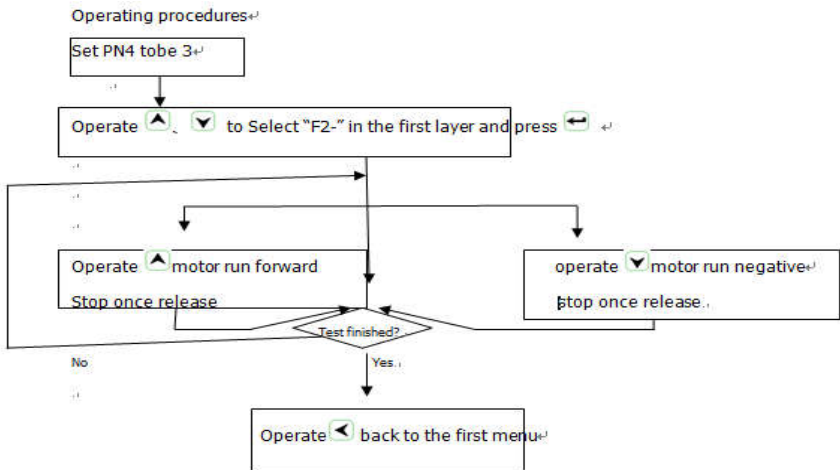 Operating procedures
Set PN4 tobe 3
Operate 、 to Select “F2-” in the first layer and press
Operate motor run forward
Stop once release
operate motor run negative
stop once release.
Test finished?
No
Yes.
Operate back to the first menu